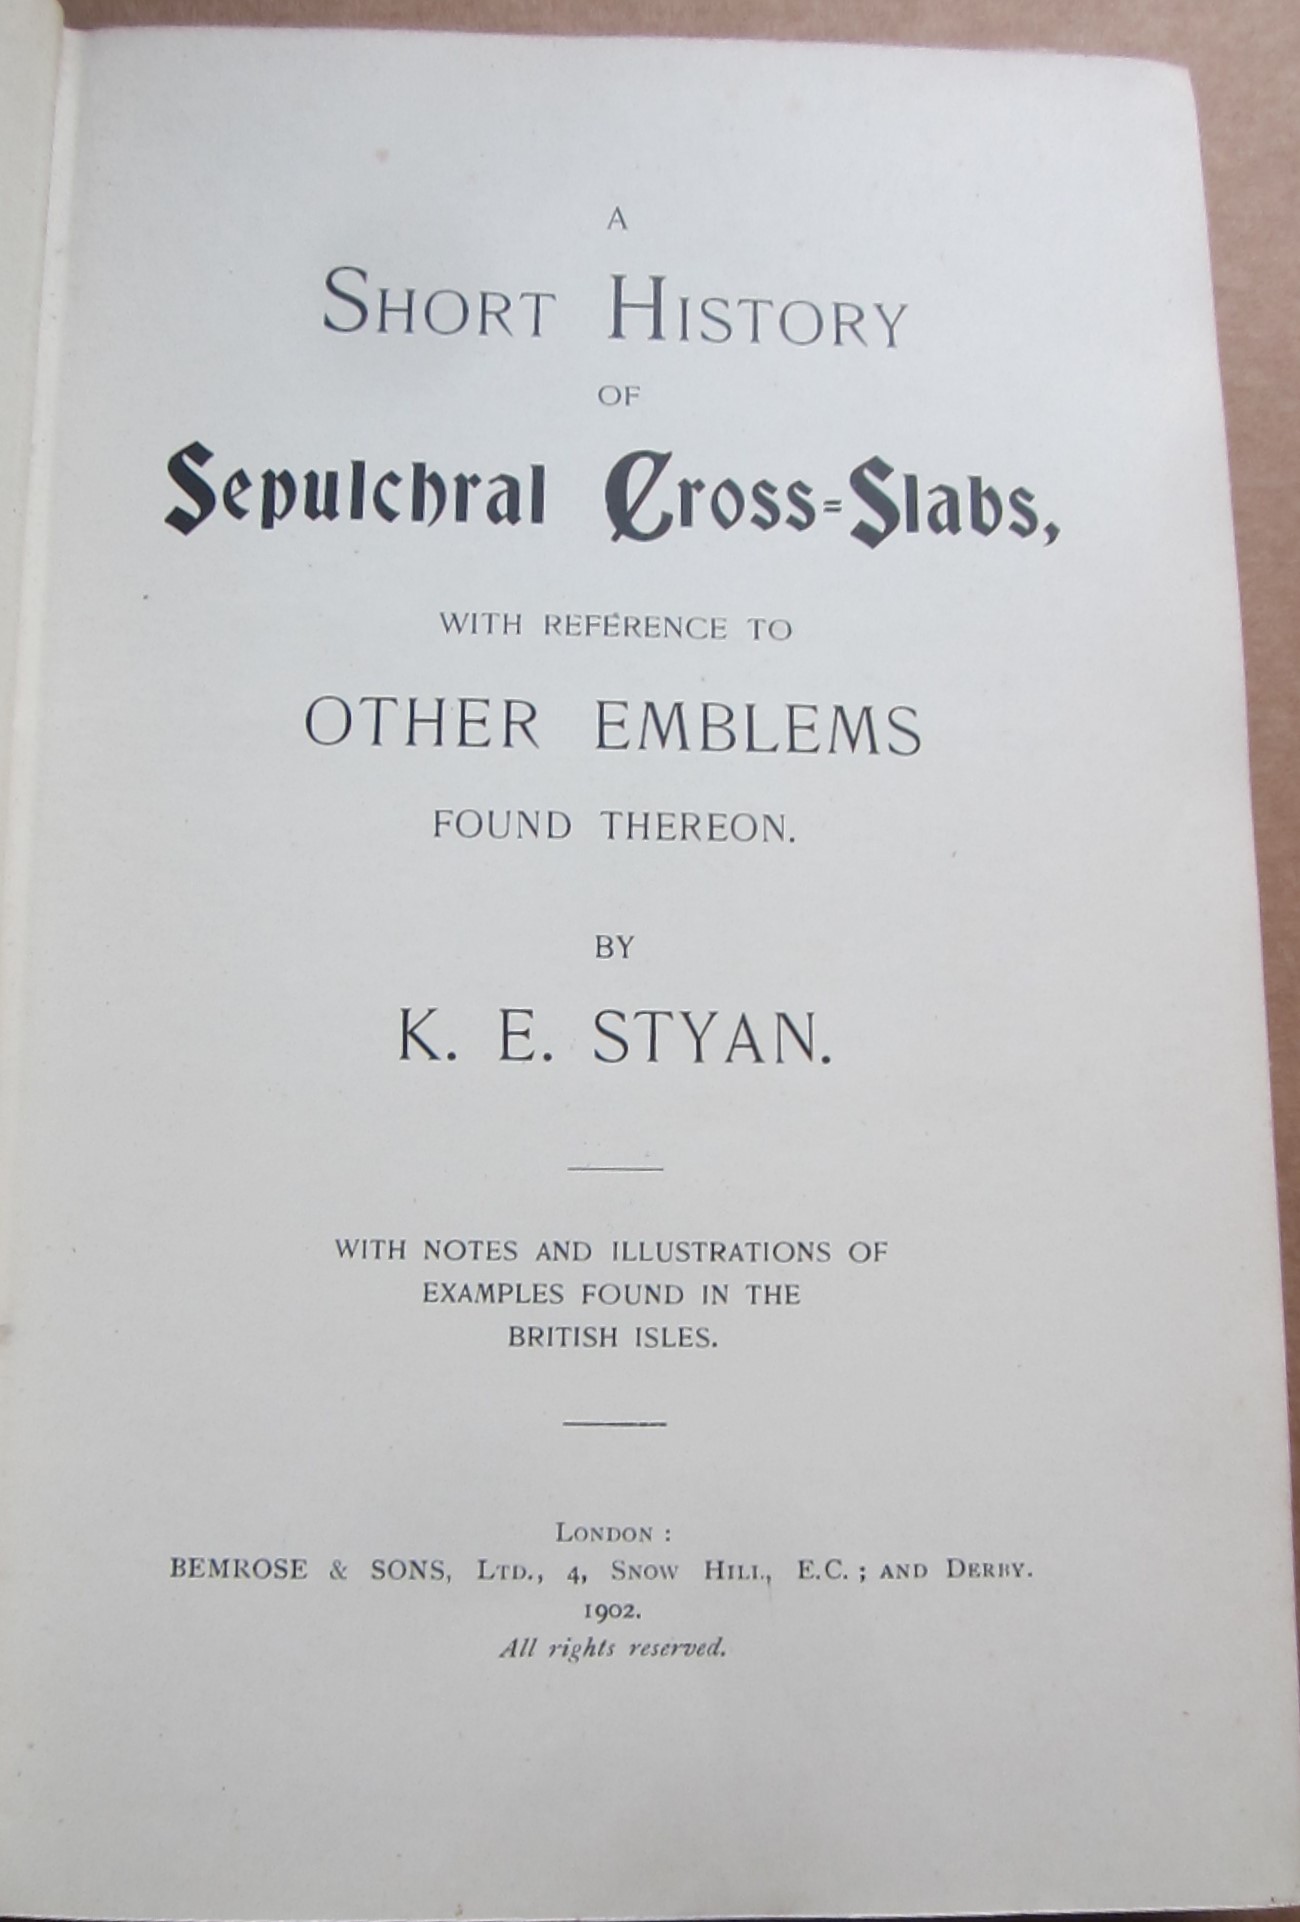 A
SHORT HISTORY
OF
Sepulchral Cross=Slabs,
WITH REFERENCE TO
OTHER EMBLEMS
FOUND THEREON.
BY
K. E. STYAN.
WITH NOTES AND ILLUSTRATIONS OF
EXAMPLES FOUND IN THE
BRITISH ISLES.
LONDON :
BEMROSE & SONS, LTD., 4, SNOW HILL, E.C. ; AND DERBY.
1902.
All rights reserved.